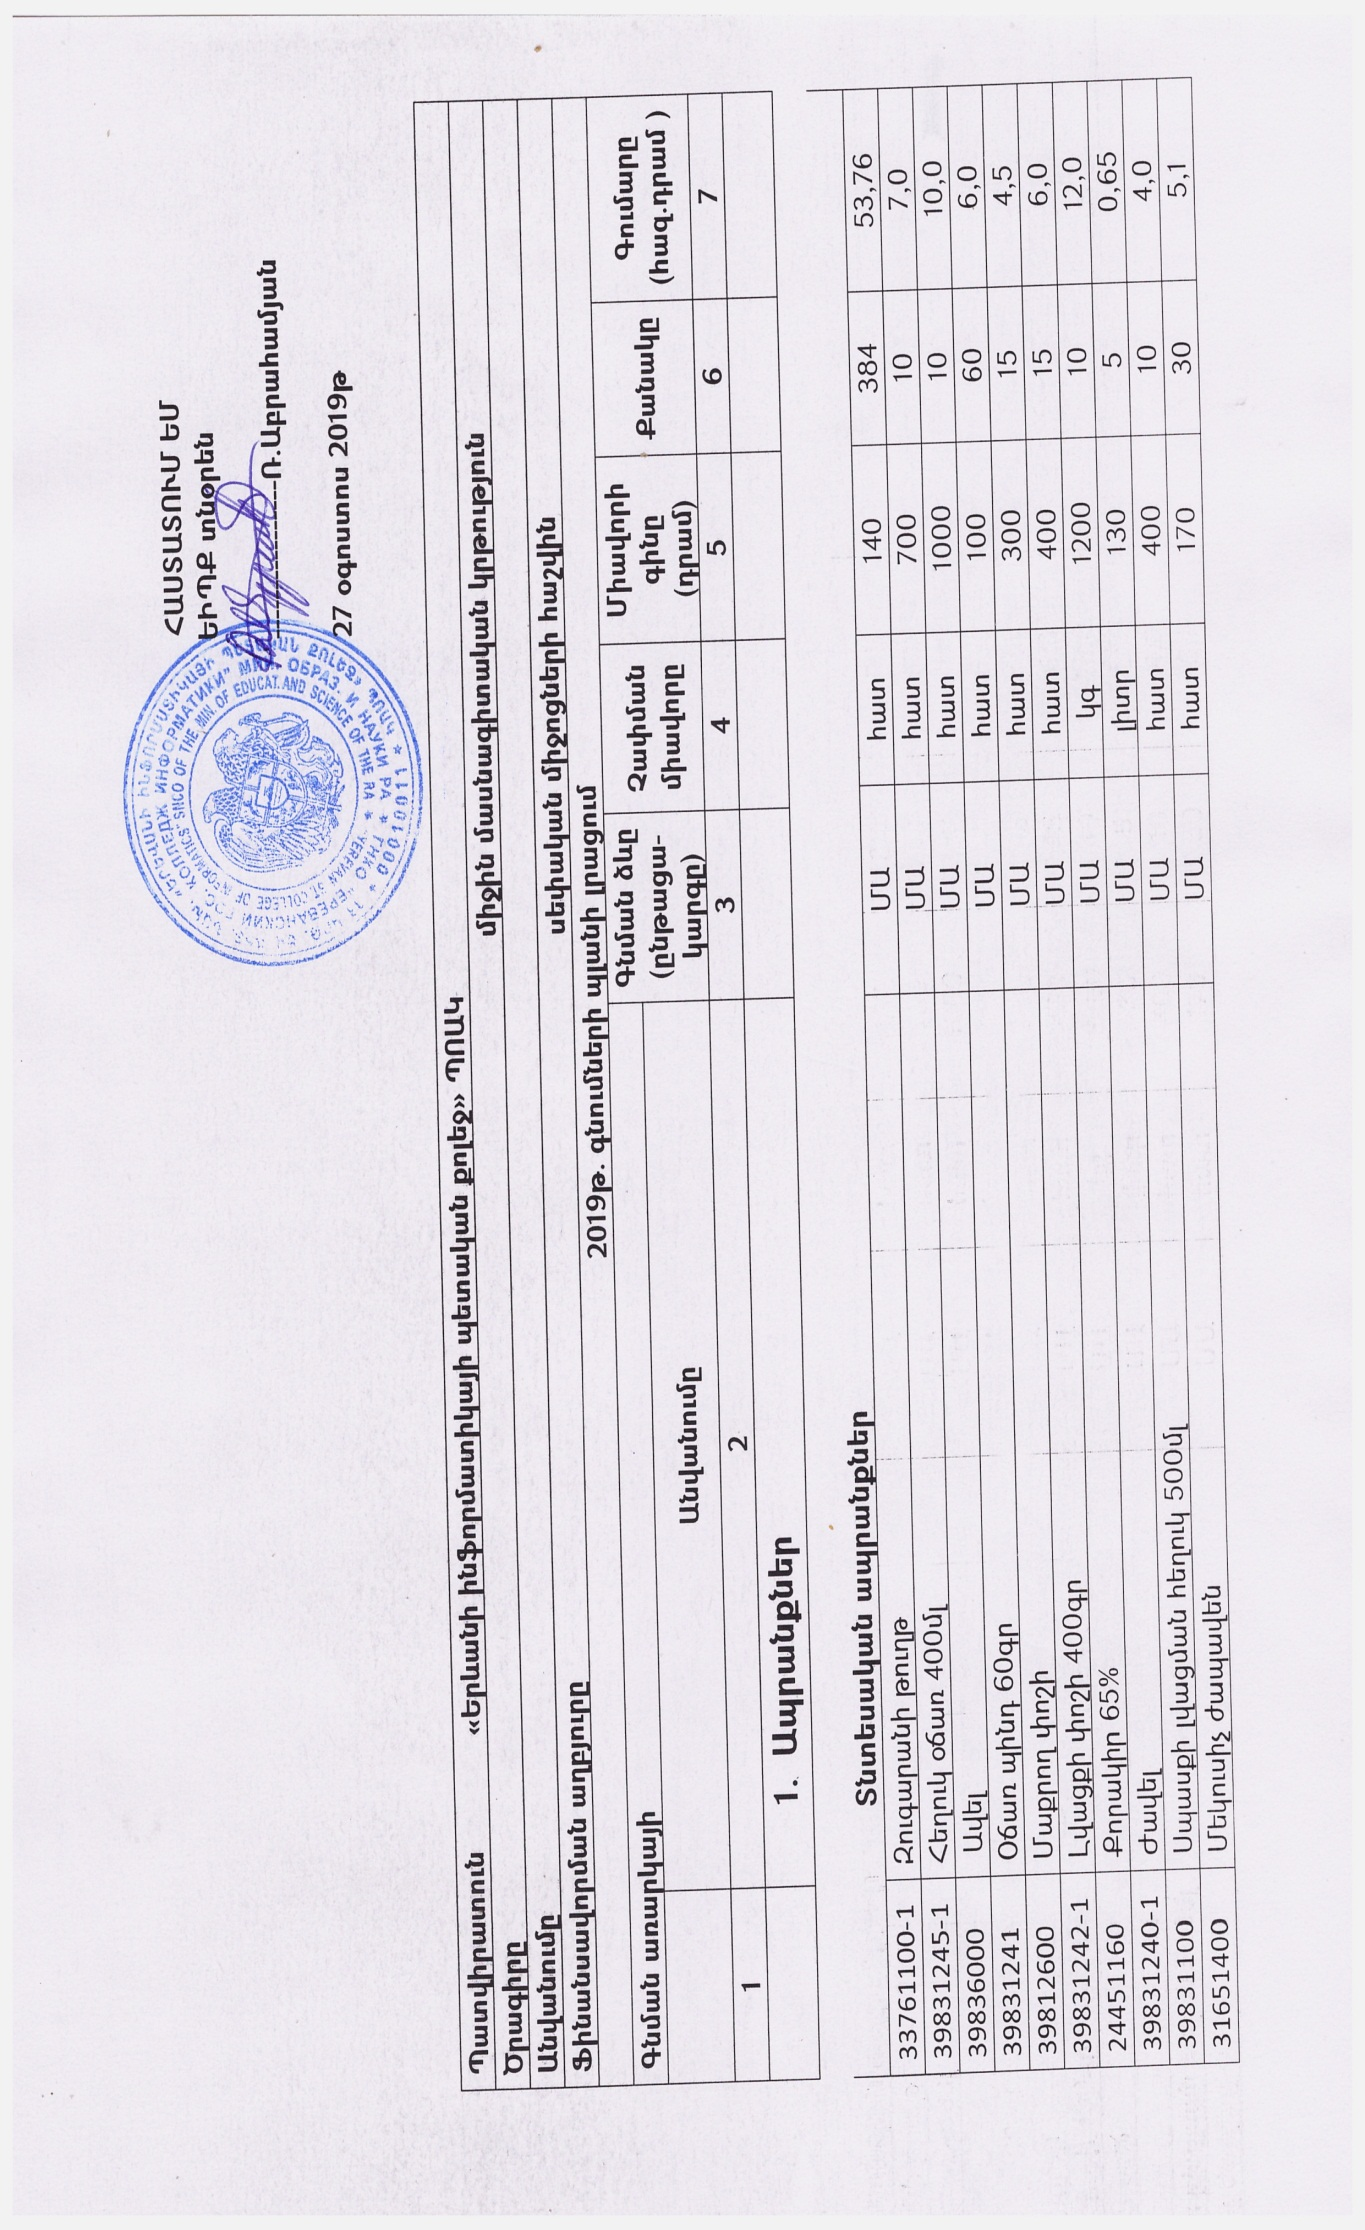 ՀԱՍՏԱՏՈՒՄ ԵՄ
ԵԻՊՔ տնօրեն
--------------Ռ.Աբրահամյան
27 օգոստոս 2019թ
Պատվիրատուն «Երևանի ինֆորմատիկայի պետական քոլեջ» ՊՈԱԿ
Ծրագիրը միջին մասնագիտական կրթություն
Անվանումը
Ֆինանսավորման աղբյուրը սեփական միջոցների հաշվին
2019թ. գնումների պլանի լրացում
Գնման առարկայի
Անվանումը
Գնման ձևը (ընթացա-կարգը)
Չափման միավորը
Միավորի գինը (դրամ)
Քանակը
Գումարը (հազ.դրամ )
1 2 3 4 5 6 7
1. Ապրանքներ
Տնտեսական ապրանքներ
33761100-1 Զուգարանի թուղթ ՄԱ հատ 140 384 53,76
39831245-1 Հեղուկ օճառ 400մլ ՄԱ հատ 700 10 7,0
39836000 Ավել ՄԱ հատ 1000 10 10,0
39831241 Օճառ պինդ 60գր ՄԱ հատ 100 60 6,0
39812600 Մաքրող փոշի ՄԱ հատ 300 15 4,5
39831242-1 Լվացքի փոշի 400գր ՄԱ հատ 400 15 6,0
24451160 Քորակիր 65% ՄԱ կգ 1200 10 12,0
39831240-1 Ժավել ՄԱ լիտր 130 5 0,65
39831100 Սպասքի լվացման հեղուկ 500մլ ՄԱ հատ 400 10 4,0
31651400 Մեկուսիչ ժապավեն ՄԱ հատ 170 30 5,1